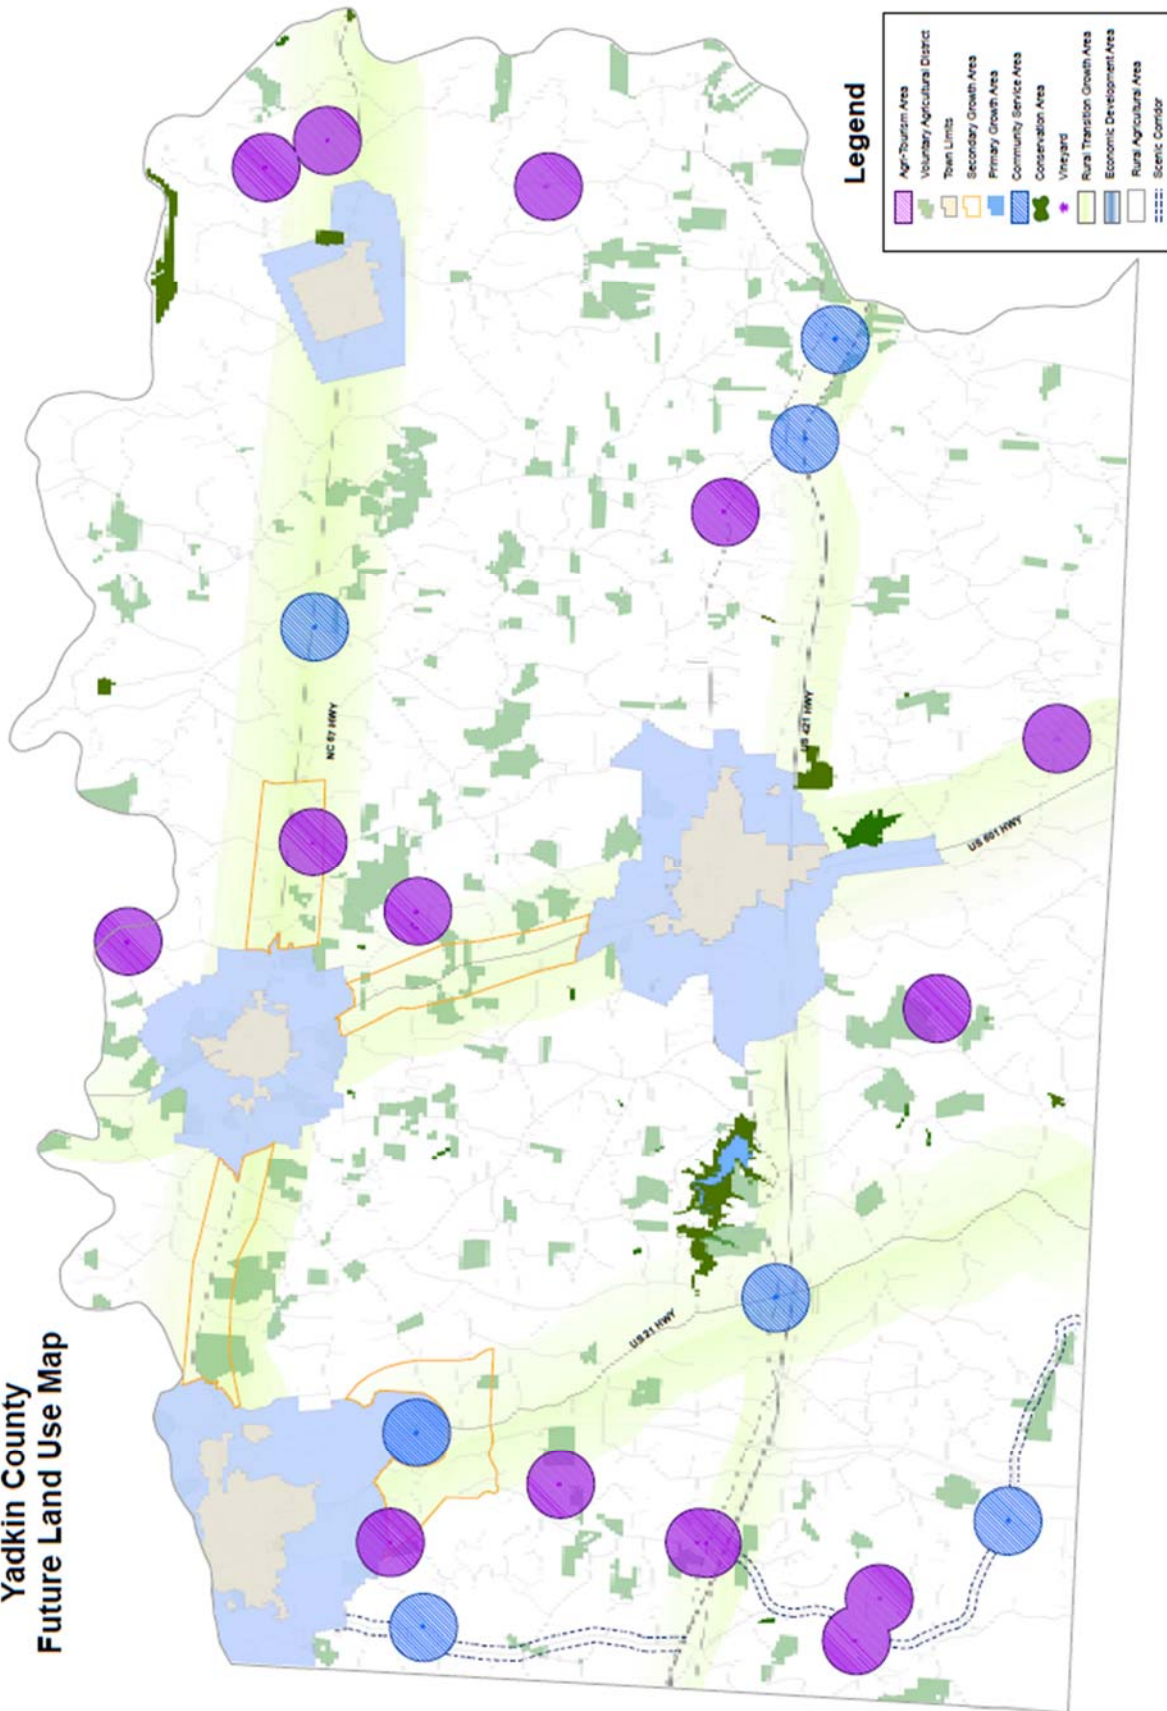 Yadkin County
Future Land Use Map
NC 67 HWY
US 421 HWY
US 601 HWY
US 21 HWY
Legend
Agri-Tourism Area
Voluntary Agricultural District
Town Limits
Secondary Growth Area
Primary Growth Area
Community Service Area
Conservation Area
Vineyard
Rural Transition Growth Area
Economic Development Area
Rural Agricultural Area
Scenic Corridor